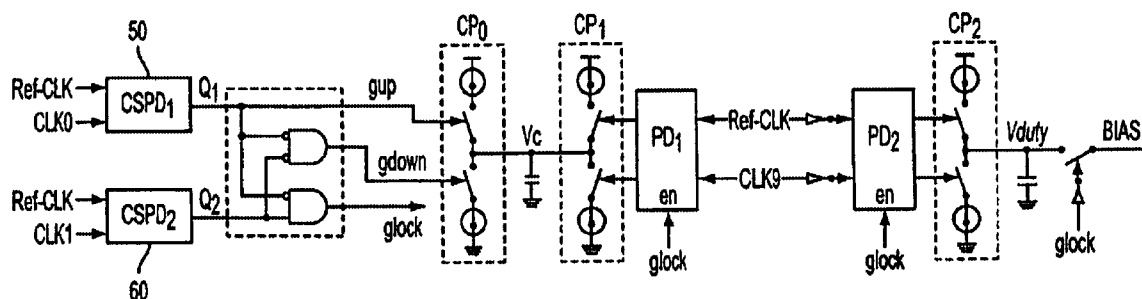 50
Ref-CLK
CLK0
CSPD1
Q1
gup
gdown
Ref-CLK
CLK1
CSPD2
Q2
glock
60
CP0
Vc
CP1
PD1
en
glock
Ref-CLK
CLK9
PD2
en
glock
CP2
Vduty
BIAS
glock